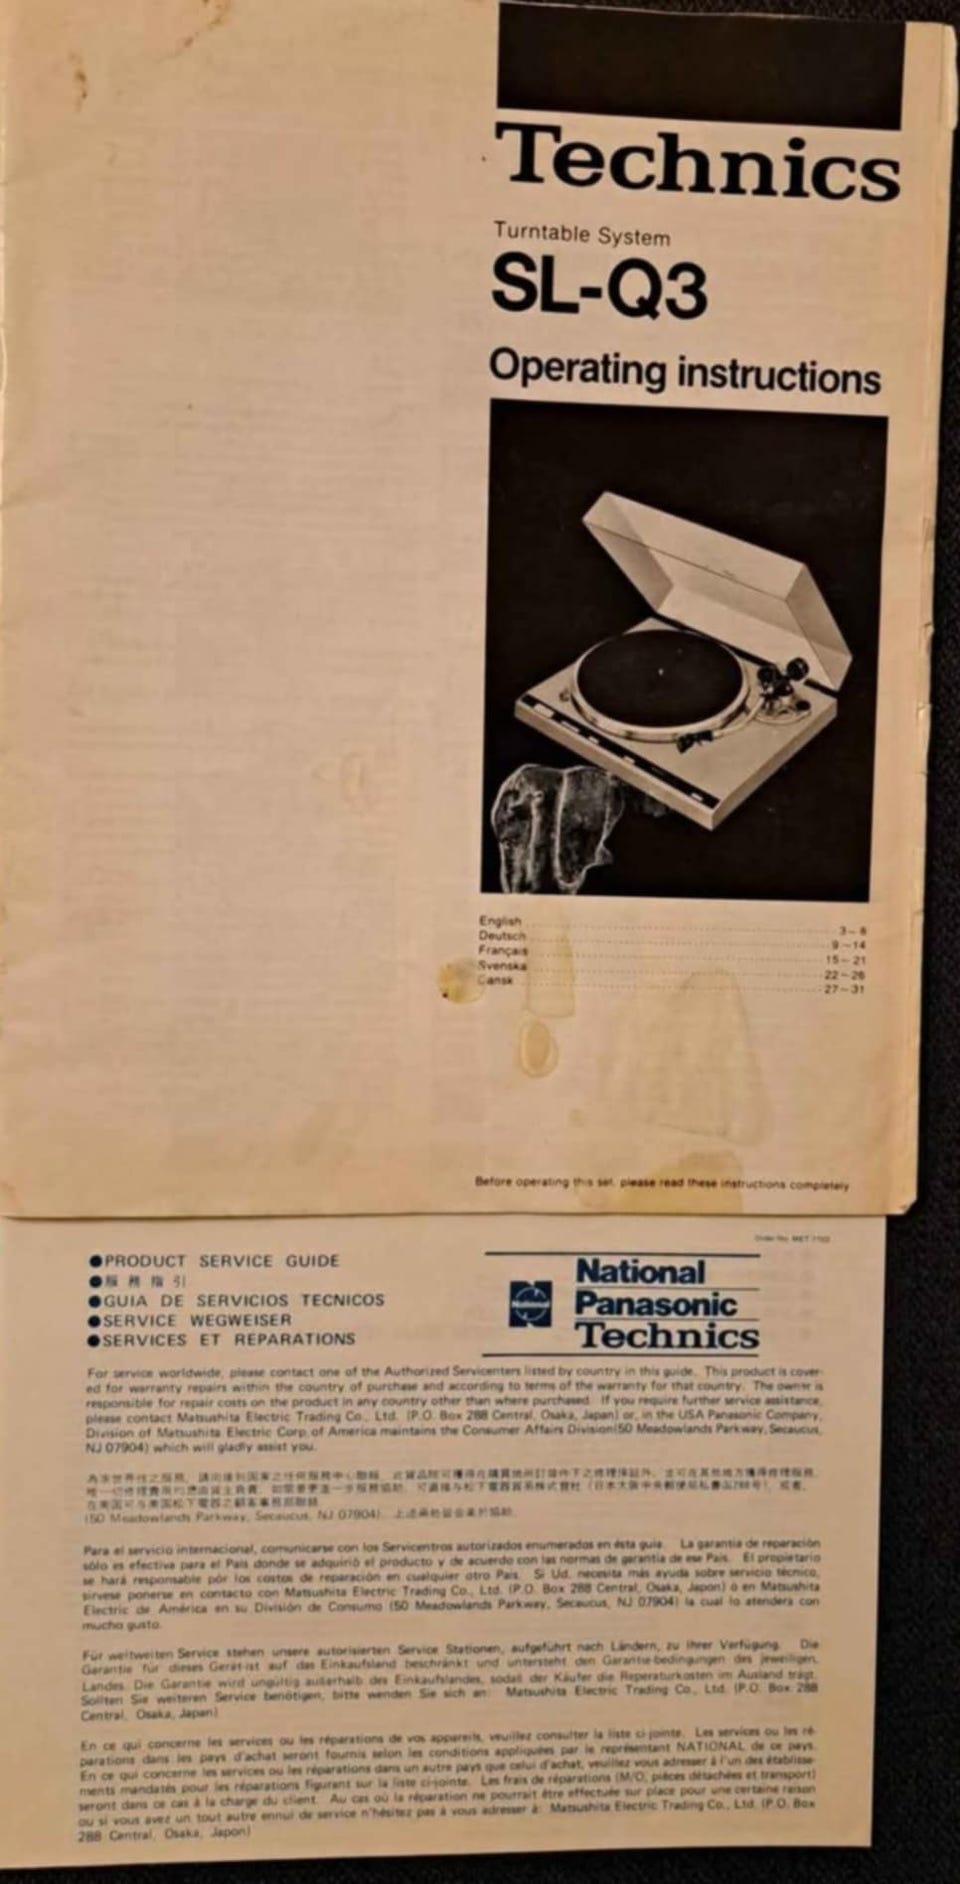 Technics
Turntable System
SL-Q3
Operating instructions
English 3-8
Deutsch 9-14
Français 15-21
Svenska 22-26
Dansk 27-31
Before operating this set, please read these instructions completely
●PRODUCT SERVICE GUIDE
●服務指引
●GUIA DE SERVICIOS TECNICOS
●SERVICE WEGWEISER
●SERVICES ET REPARATIONS
National
National
Panasonic
Technics
For service worldwide, please contact one of the Authorized Servicenters listed by country in this guide. This product is cover-
ed for warranty repairs within the country of purchase and according to terms of the warranty for that country. The owner is
responsible for repair costs on the product in any country other than where purchased. If you require further service assistance,
please contact Matsushita Electric Trading Co., Ltd. (P.O. Box 288 Central, Osaka, Japan) or, in the USA Panasonic Company,
Division of Matsushita Electric Corp. of America maintains the Consumer Affairs Division(50 Meadowlands Parkway, Secaucus,
NJ 07904) which will gladly assist you.
(50 Meadowlands Parkway, Secaucus, NJ 07904)
Para el servicio internacional, comunicarse con los Servicentros autorizados enumerados en ésta guia. La garantia de reparación
sólo es efectiva para el Pais donde se adquirió el producto y de acuerdo con las normas de garantia de ese Pais. El propietario
se hará responsable por los costos de reparación en cualquier otro Pais. Si Ud. necesita más ayuda sobre servicio técnico,
sirvese ponerse en contacto con Matsushita Electric Trading Co., Ltd. (P.O. Box 288 Central, Osaka, Japon) ó en Matsushita
Electric de América en su División de Consumo (50 Meadowlands Parkway, Secaucus, NJ 07904) la cual lo atendera con
mucho gusto.
Für weltweiten Service stehen unsere autorisierten Service Stationen, aufgeführt nach Ländern, zu Ihrer Verfügung. Die
Garantie für dieses Gerät-ist auf das Einkaufsland beschränkt und untersteht den Garantie-bedingungen des jeweiligen,
Landes. Die Garantie wird ungültig außerhalb des Einkaufslandes, sodaß der Käufer die Reperaturkosten im Ausland trägt.
Sollten Sie weiteren Service benötigen, bitte wenden Sie sich an: Matsushita Electric Trading Co., Ltd. (P.O. Box 288
Central, Osaka, Japan)
En ce qui concerne les services ou les réparations de vos appareils, veuillez consulter la liste ci-jointe. Les services ou les ré-
parations dans les pays d'achat seront fournis selon les conditions appliquées par le représentant NATIONAL de ce pays.
En ce qui concerne les services ou les réparations dans un autre pays que celui d'achat, veuillez vous adresser à l'un des établisse-
ments mandatés pour les réparations figurant sur la liste ci-jointe. Les frais de réparations (M/O, pièces détachées et transport)
seront dans ce cas à la charge du client. Au cas où la réparation ne pourrait être effectuée sur place pour une certaine raison
ou si vous avez un tout autre ennui de service n'hésitez pas à vous adresser à: Matsushita Electric Trading Co., Ltd. (P.O. Box
288 Central, Osaka, Japon)